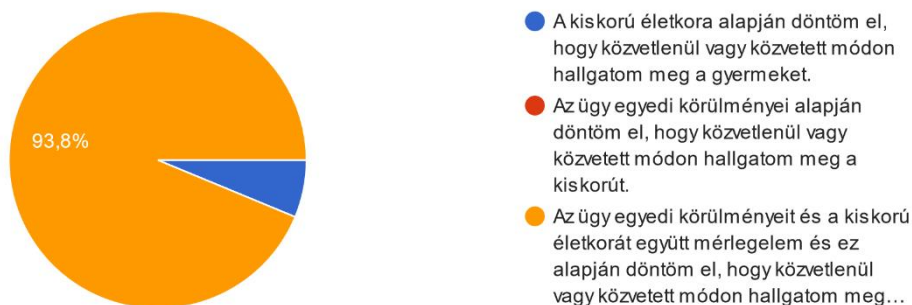 93,8%
A kiskorú életkora alapján döntöm el,
hogy közvetlenül vagy közvetett módon
hallgatom meg a gyermeket.
Az ügy egyedi körülményei alapján
döntöm el, hogy közvetlenül vagy
közvetett módon hallgatom meg a
kiskorút.
Az ügy egyedi körülményeit és a kiskorú
életkorát együtt mérlegelem és ez
alapján döntöm el, hogy közvetlenül
vagy közvetett módon hallgatom meg…